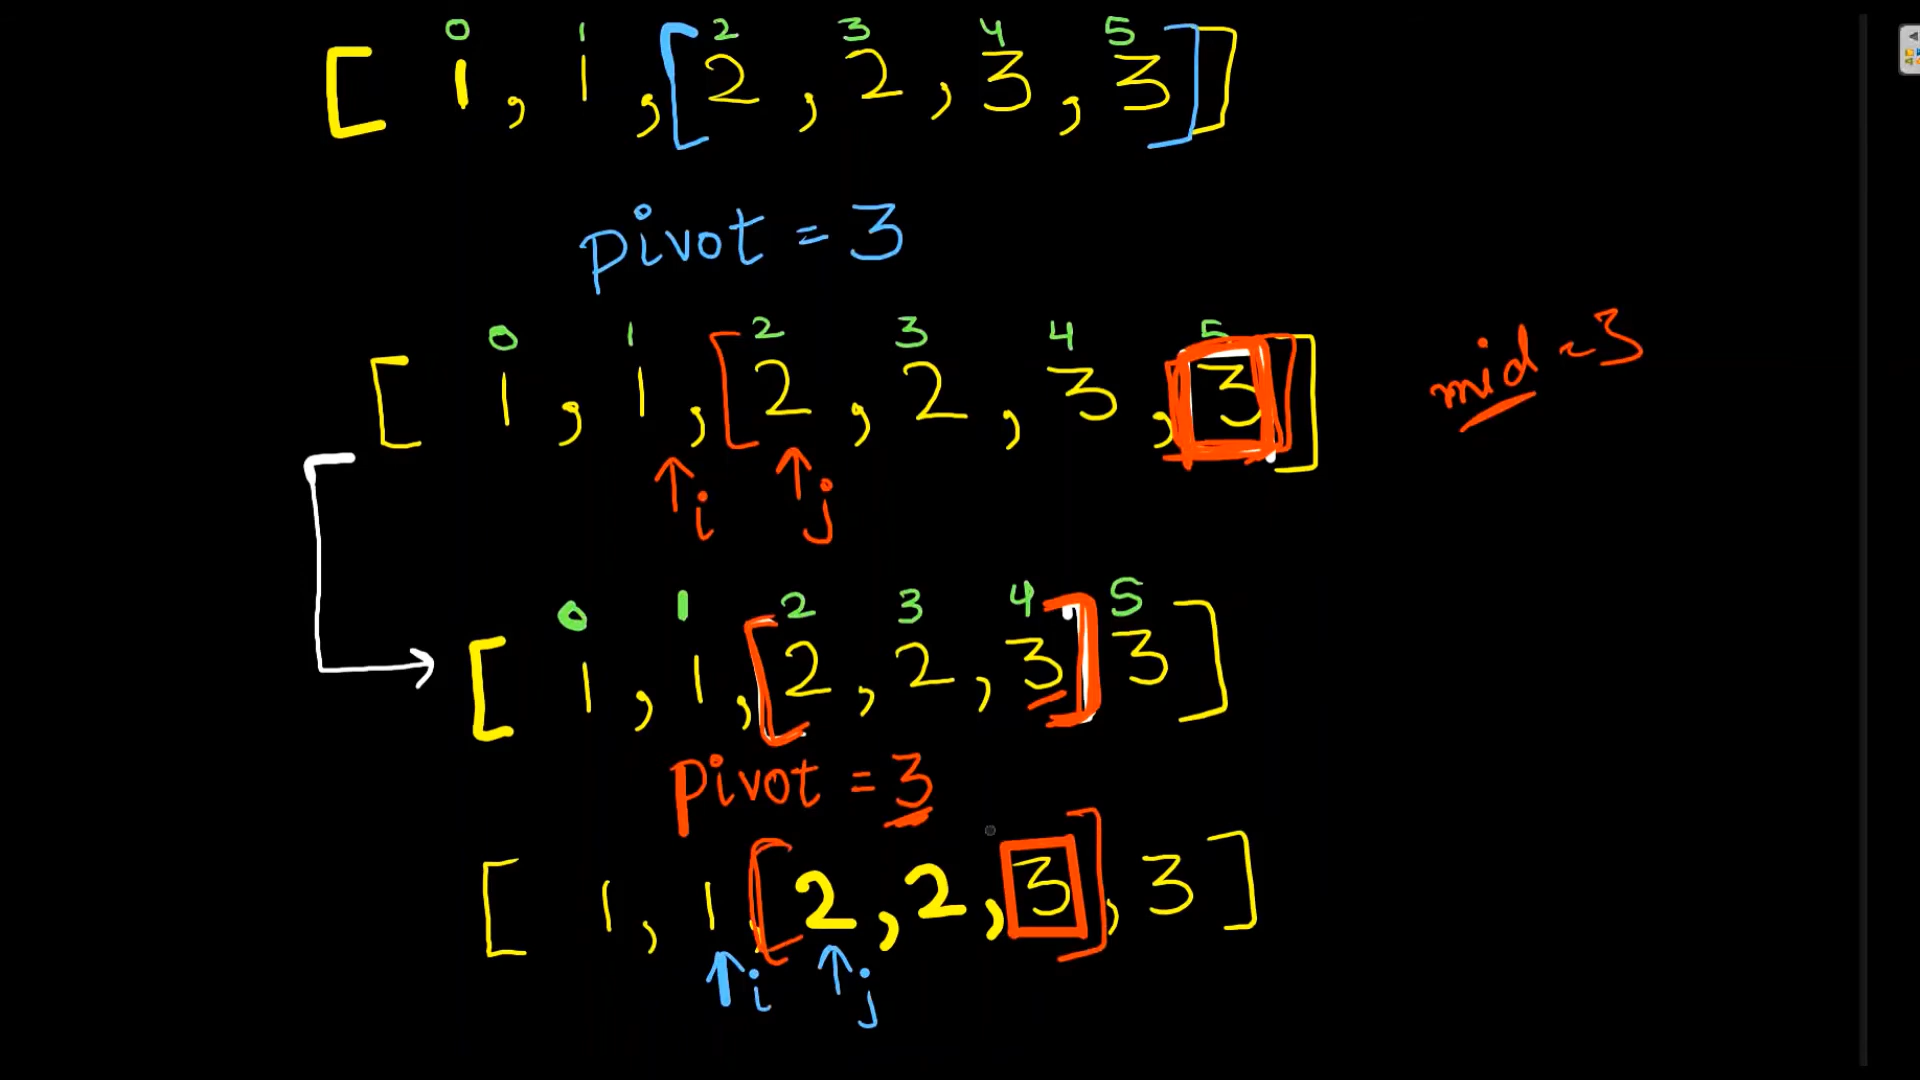 0 1 2 3 4 5
[ 1 , 1 , [ 2 , 2 , 3 , 3 ] ]
pivot = 3
0 1 2 3 4 5
[ 1 , 1 , [ 2 , 2 , 3 , 3 ] ]
mid = 3
i j
0 1 2 3 4 5
[ 1 , 1 , [ 2 , 2 , 3 ] 3 ]
pivot = 3
[ 1 , 1 , [ 2 , 2 , 3 ] , 3 ]
i j